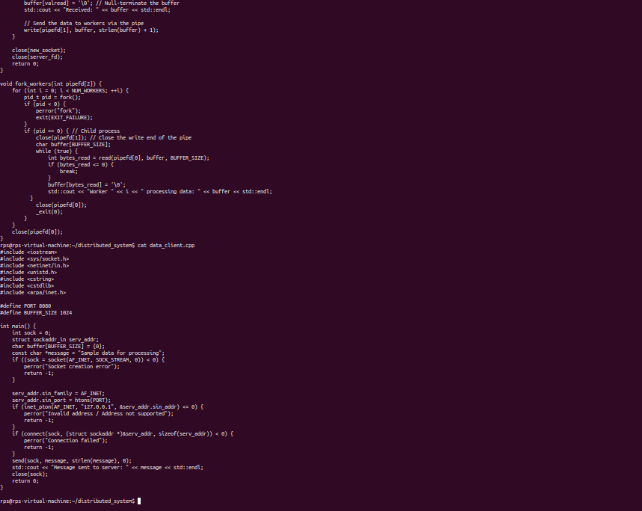 buffer[valread] = '\0'; // Null-terminate the buffer
        std::cout << "Received: " << buffer << std::endl;

        // Send the data to workers via the pipe
        write(pipefd[1], buffer, strlen(buffer) + 1);
    }

    close(new_socket);
    close(server_fd);
    return 0;
}

void fork_workers(int pipefd[2]) {
    for (int i = 0; i < NUM_WORKERS; ++i) {
        pid_t pid = fork();
        if (pid < 0) {
            perror("fork");
            exit(EXIT_FAILURE);
        }
        if (pid == 0) { // Child process
            close(pipefd[1]); // Close the write end of the pipe
            char buffer[BUFFER_SIZE];
            while (true) {
                int bytes_read = read(pipefd[0], buffer, BUFFER_SIZE);
                if (bytes_read <= 0) {
                    break;
                }
                buffer[bytes_read] = '\0';
                std::cout << "Worker " << i << " processing data: " << buffer << std::endl;
          }
            close(pipefd[0]);
            _exit(0);
        }
    }
    close(pipefd[0]);
}
rps@rps-virtual-machine:~/distributed_system$ cat data_client.cpp
#include <iostream>
#include <sys/socket.h>
#include <netinet/in.h>
#include <unistd.h>
#include <cstring>
#include <cstdlib>
#include <arpa/inet.h>

#define PORT 8080
#define BUFFER_SIZE 1024

int main() {
    int sock = 0;
    struct sockaddr_in serv_addr;
    char buffer[BUFFER_SIZE] = {0};
    const char *message = "Sample data for processing";
    if ((sock = socket(AF_INET, SOCK_STREAM, 0)) < 0) {
        perror("Socket creation error");
        return -1;
    }

    serv_addr.sin_family = AF_INET;
    serv_addr.sin_port = htons(PORT);
    if (inet_pton(AF_INET, "127.0.0.1", &serv_addr.sin_addr) <= 0) {
        perror("Invalid address / Address not supported");
        return -1;
    }
    if (connect(sock, (struct sockaddr *)&serv_addr, sizeof(serv_addr)) < 0) {
        perror("Connection failed");
        return -1;
    }
    send(sock, message, strlen(message), 0);
    std::cout << "Message sent to server: " << message << std::endl;
    close(sock);
    return 0;
}

rps@rps-virtual-machine:~/distributed_system$